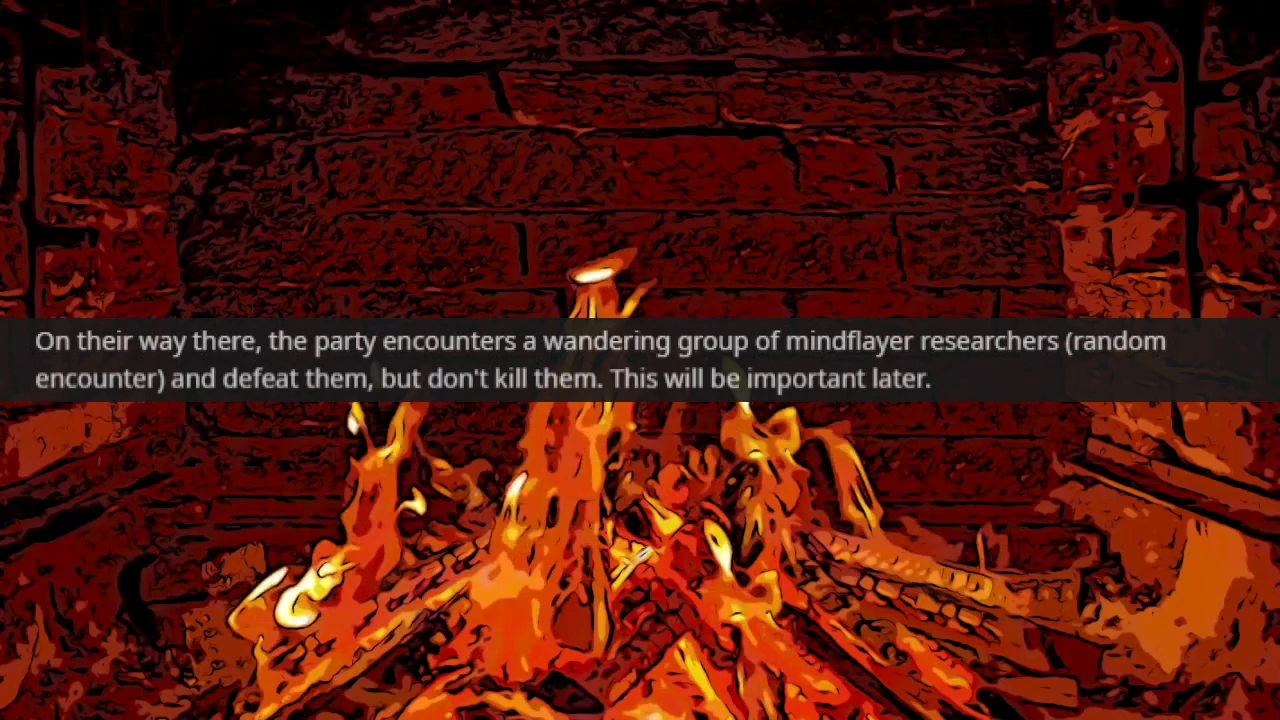 On their way there, the party encounters a wandering group of mindflayer researchers (random
encounter) and defeat them, but don't kill them. This will be important later.